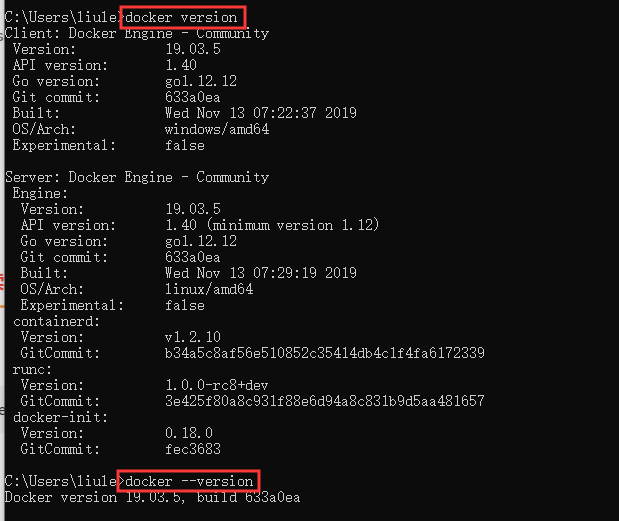 C:\Users\liule>docker version
Client: Docker Engine - Community
Version: 19.03.5
API version: 1.40
Go version: go1.12.12
Git commit: 633a0ea
Built: Wed Nov 13 07:22:37 2019
OS/Arch: windows/amd64
Experimental: false
Server: Docker Engine - Community
Engine:
Version: 19.03.5
API version: 1.40 (minimum version 1.12)
Go version: go1.12.12
Git commit: 633a0ea
Built: Wed Nov 13 07:29:19 2019
OS/Arch: linux/amd64
Experimental: false
containerd:
Version: v1.2.10
GitCommit: b34a5c8af56e510852c35414db4c1f4fa6172339
runc:
Version: 1.0.0-rc8+dev
GitCommit: 3e425f80a8c931f88e6d94a8c831b9d5aa481657
docker-init:
Version: 0.18.0
GitCommit: fec3683
C:\Users\liule>docker --version
Docker version 19.03.5, build 633a0ea